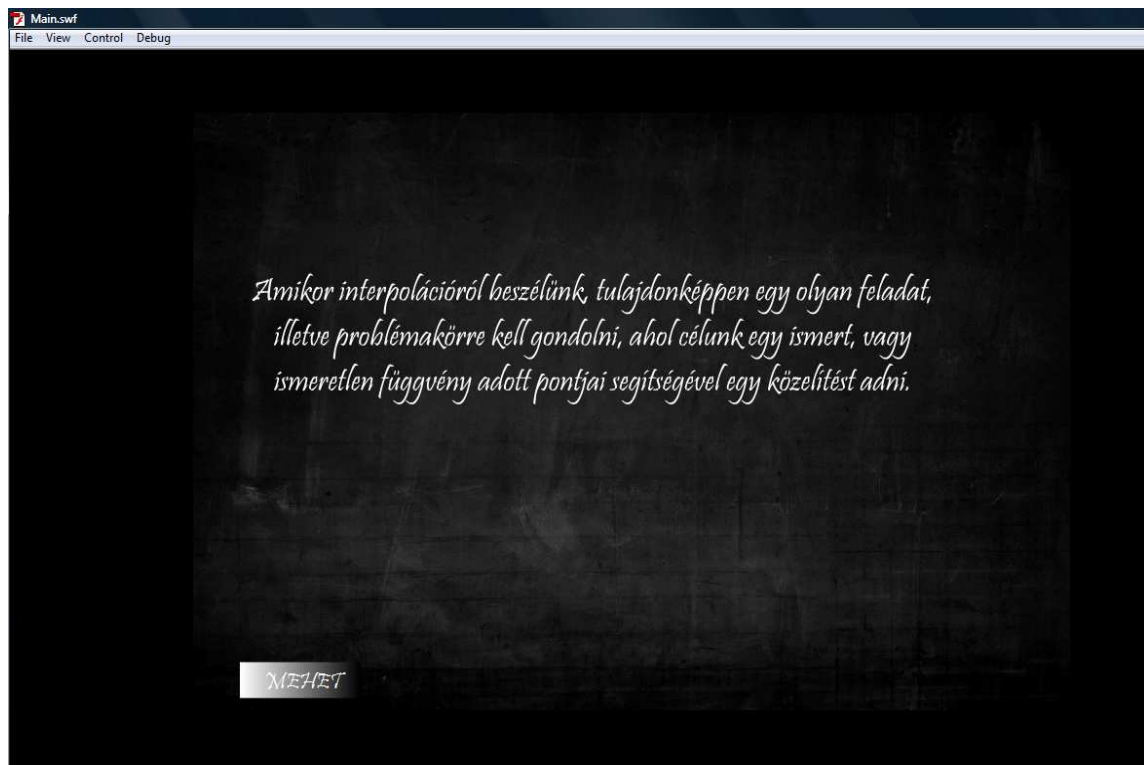 Main.swf
File View Control Debug
Amikor interpolációról beszélünk, tulajdonképpen egy olyan feladat,
illetve problémakörre kell gondolni, ahol célunk egy ismert, vagy
ismeretlen függvény adott pontjai segítségével egy közelítést adni.
MEHET